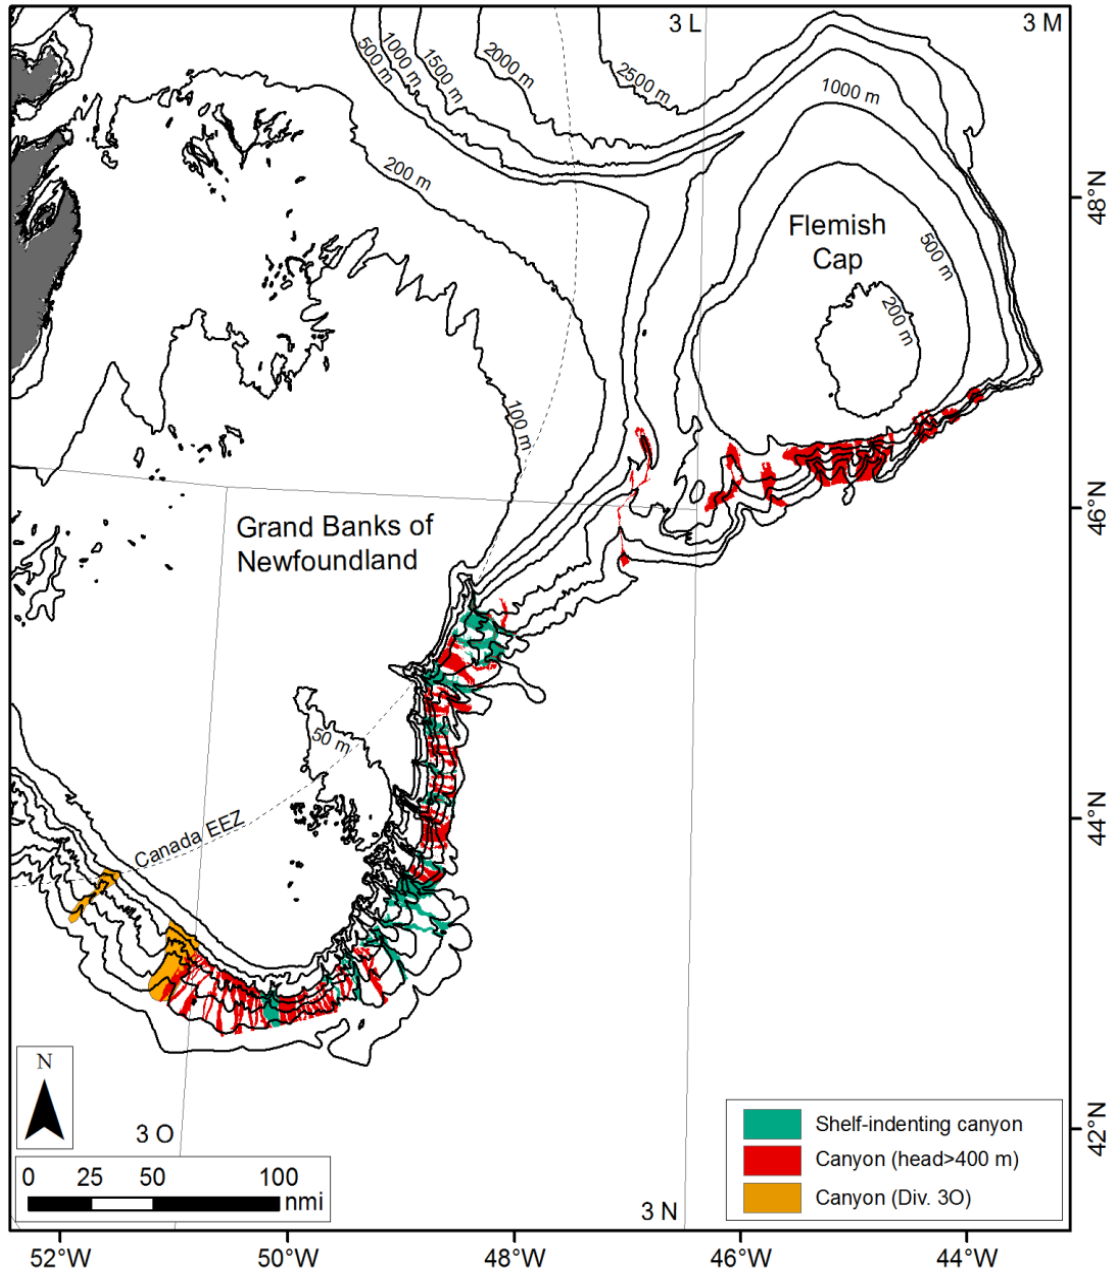 3 L
3 M
500 m
1000 m
1500 m
2000 m
2500 m
1000 m
200 m
48°N
Flemish
Cap
500 m
200 m
100 m
46°N
Grand Banks of
Newfoundland
50 m
44°N
Canada EEZ
N
42°N
3 O
0 25 50 100
nmi
3 N
Shelf-indenting canyon
Canyon (head>400 m)
Canyon (Div. 3O)
52°W 50°W 48°W 46°W 44°W